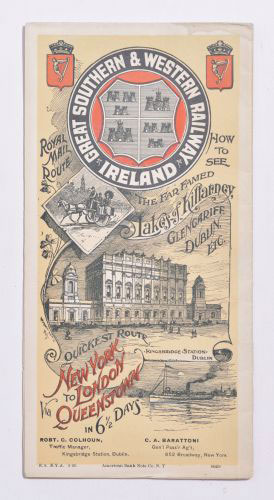 GREAT SOUTHERN & WESTERN RAILWAY
IRELAND
ROYAL
MAIL
ROUTE
HOW
TO
SEE
THE FAR FAMED
Lakes of Killarney,
GLENGARIFF
DUBLIN,
ETC.
KINGSBRIDGE STATION
DUBLIN
QUICKEST ROUTE
NEW YORK
TO
LONDON
VIA
QUEENSTOWN
IN 6½ DAYS
ROBT. G. COLHOUN,
Traffic Manager,
Kingsbridge Station, Dublin.
C. A. BARATTONI
Gen'l Pass'r Ag't,
852 Broadway, New York
American Bank Note Co. N. Y.